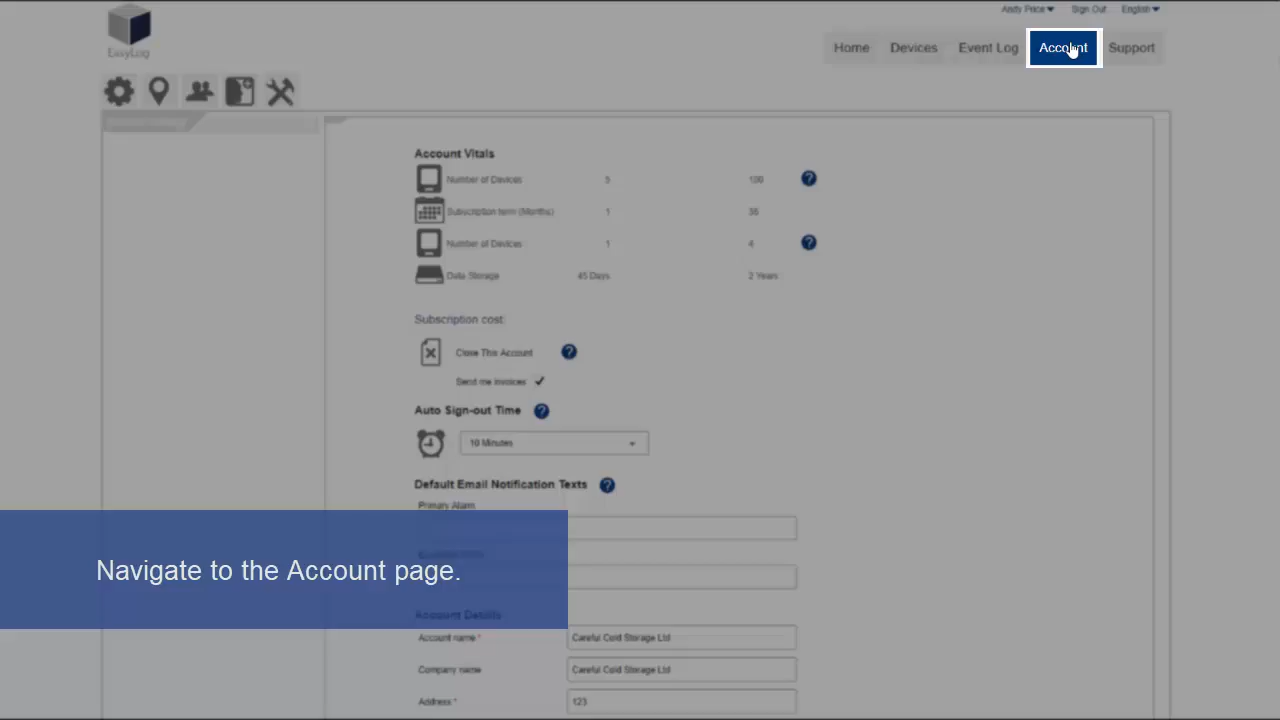 Andy Price Sign Out English
EasyLog
Home Devices Event Log Account Support
Account Vitals
Number of Devices 5 100
Subscription term (Months) 1 36
Number of Devices 1 4
Data Storage 45 Days 2 Years
Subscription cost:
Close This Account
Send me invoices
Auto Sign-out Time
10 Minutes
Default Email Notification Texts
Primary Alarm
Navigate to the Account page.
Account Details
Account name *
Careful Cold Storage Ltd
Company name
Careful Cold Storage Ltd
Address *
123